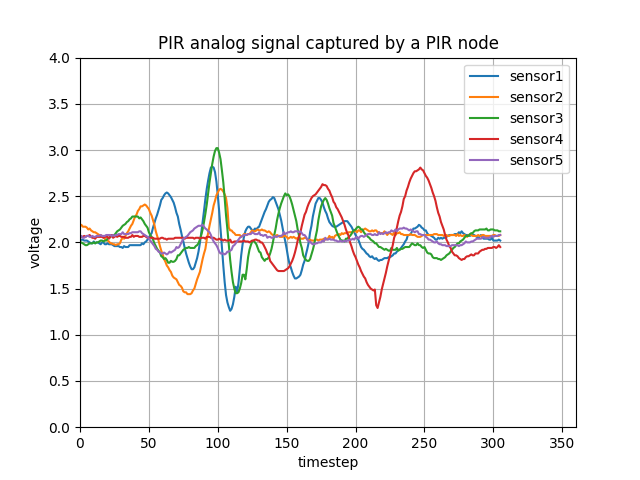 PIR analog signal captured by a PIR node
4.0
3.5
3.0
2.5
2.0
1.5
1.0
0.5
0.0
voltage
sensor1
sensor2
sensor3
sensor4
sensor5
0 50 100 150 200 250 300 350
timestep